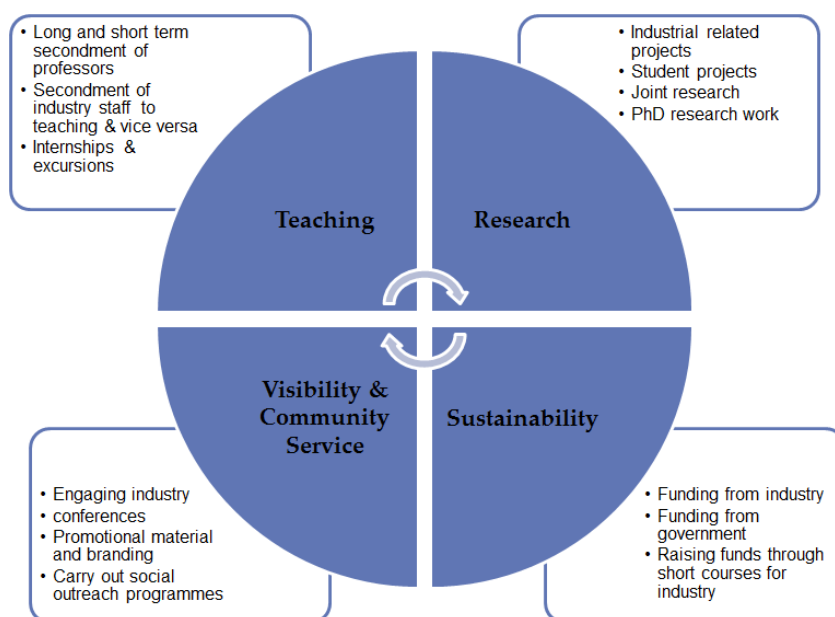 • Long and short term
secondment of
professors
• Secondment of
industry staff to
teaching & vice versa
• Internships &
excursions
• Industrial related
projects
• Student projects
• Joint research
• PhD research work
Teaching
Research
Visibility &
Community
Service
Sustainability
• Engaging industry
• conferences
• Promotional material
and branding
• Carry out social
outreach programmes
• Funding from industry
• Funding from
government
• Raising funds through
short courses for
industry